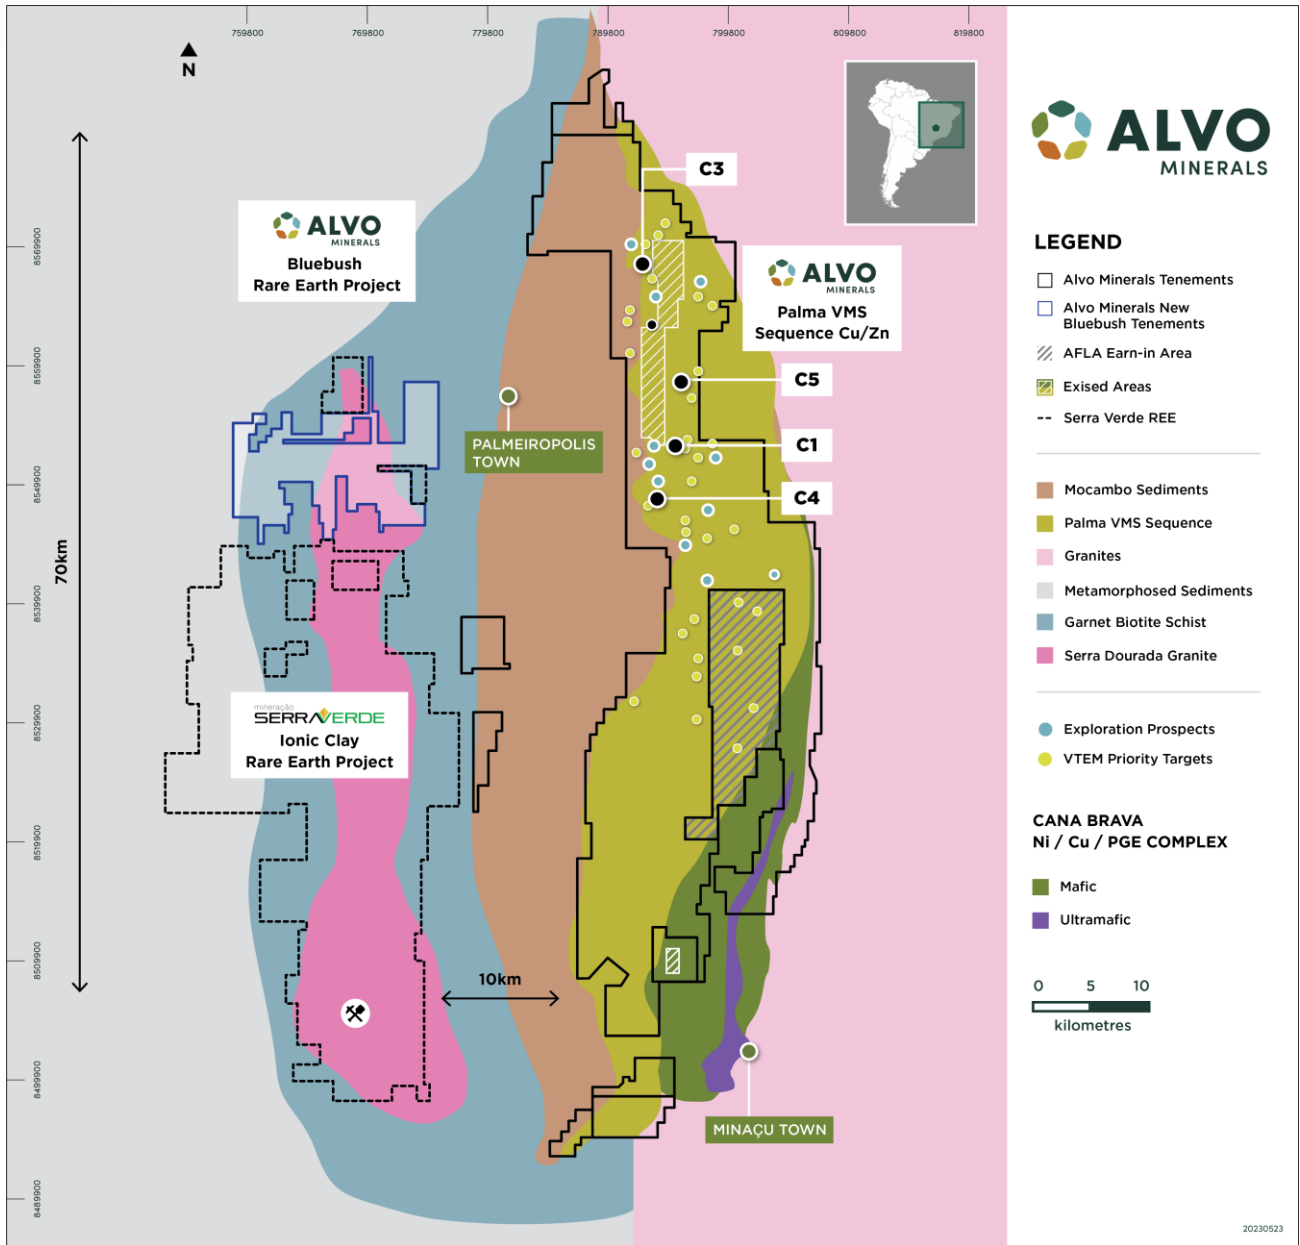 759800
769800
779800
789800
799800
809800
819800
N
8569900
8559900
8549900
8539900
8529900
8519900
8509900
8499900
8489900
70km
10km
ALVO
MINERALS
Bluebush
Rare Earth Project
C3
ALVO
MINERALS
Palma VMS
Sequence Cu/Zn
C5
C1
C4
PALMEIROPOLIS
TOWN
mineração
SERRAVERDE
Ionic Clay
Rare Earth Project
MINAÇU TOWN
ALVO
MINERALS
LEGEND
Alvo Minerals Tenements
Alvo Minerals New
Bluebush Tenements
AFLA Earn-in Area
Exised Areas
Serra Verde REE
Mocambo Sediments
Palma VMS Sequence
Granites
Metamorphosed Sediments
Garnet Biotite Schist
Serra Dourada Granite
Exploration Prospects
VTEM Priority Targets
CANA BRAVA
Ni / Cu / PGE COMPLEX
Mafic
Ultramafic
0 5 10
kilometres
20230523